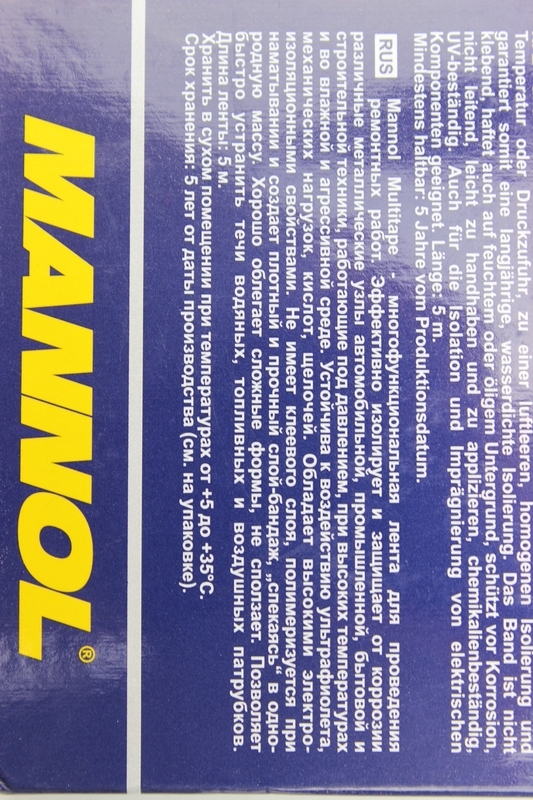 Temperatur oder Druckzufuhr zu einer luftleeren, homogenen Isolierung und
garantiert somit eine langjährige, wasserdichte Isolierung. Das Band ist nicht
klebend, haftet auch auf feuchtem oder öligem Untergrund, schützt vor Korrosion,
nicht leitend, leicht zu handhaben und zu applizieren, chemikalienbeständig,
UV-beständig. Auch für die Isolation und Imprägnierung von elektrischen
Komponenten geeignet. Länge: 5 m.
Mindestens haltbar: 5 Jahre vom Produktionsdatum.
RUS Mannol Multitape - многофункциональная лента для проведения
ремонтных работ. Эффективно изолирует и защищает от коррозии
различные металлические узлы автомобильной, промышленной, бытовой и
строительной техники, работающие под давлением, при высоких температурах
и во влажной и агрессивной среде. Устойчива к воздействию ультрафиолета,
механических нагрузок, кислот, щелочей. Обладает высокими электро-
изоляционными свойствами. Не имеет клеевого слоя, полимеризуется при
наматывании и создает плотный и прочный слой-бандаж, „спекаясь“ в одно-
родную массу. Хорошо облегает сложные формы, не сползает. Позволяет
быстро устранить течи водяных, топливных и воздушных патрубков.
Длина ленты: 5 м.
Хранить в сухом помещении при температурах от +5 до +35°C.
Срок хранения: 5 лет от даты производства (см. на упаковке).
MANNOL®